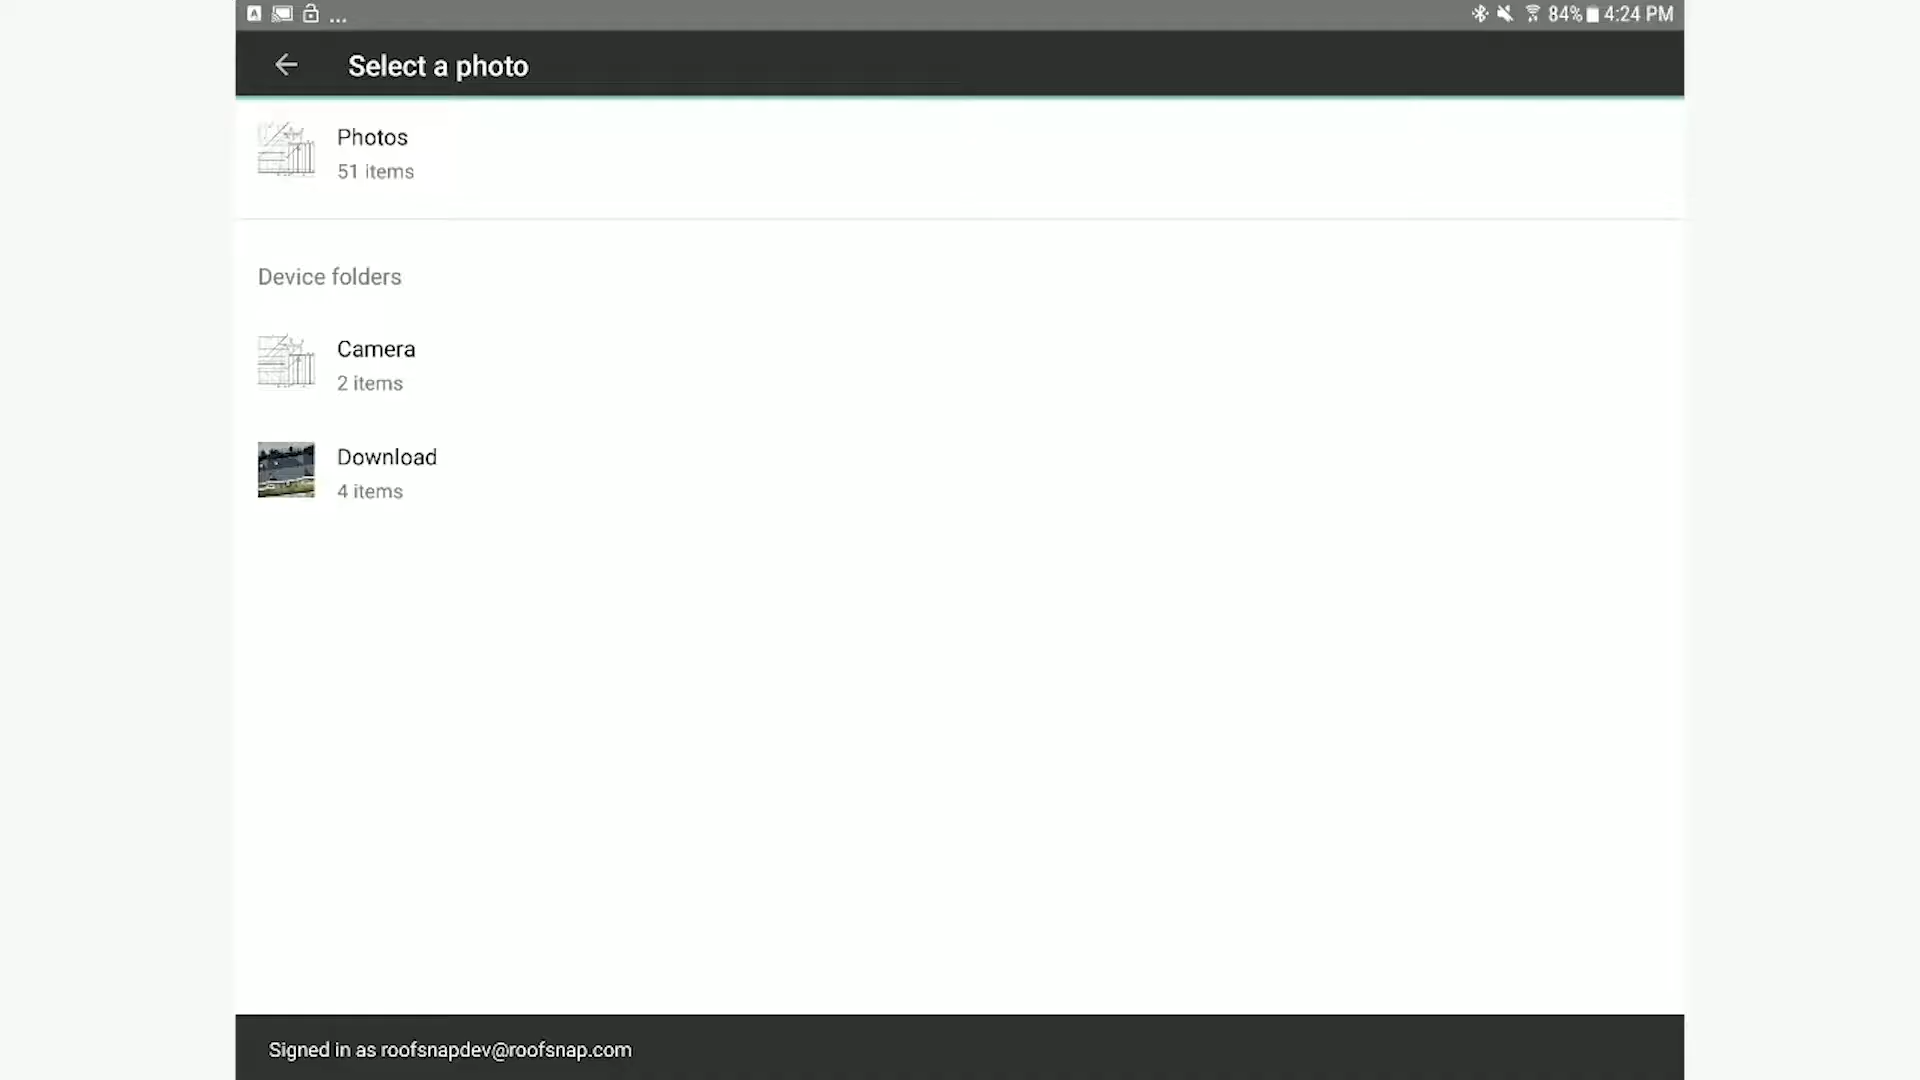 A ... 84% 4:24 PM
Select a photo
Photos
51 items
Device folders
Camera
2 items
Download
4 items
Signed in as roofsnapdev@roofsnap.com